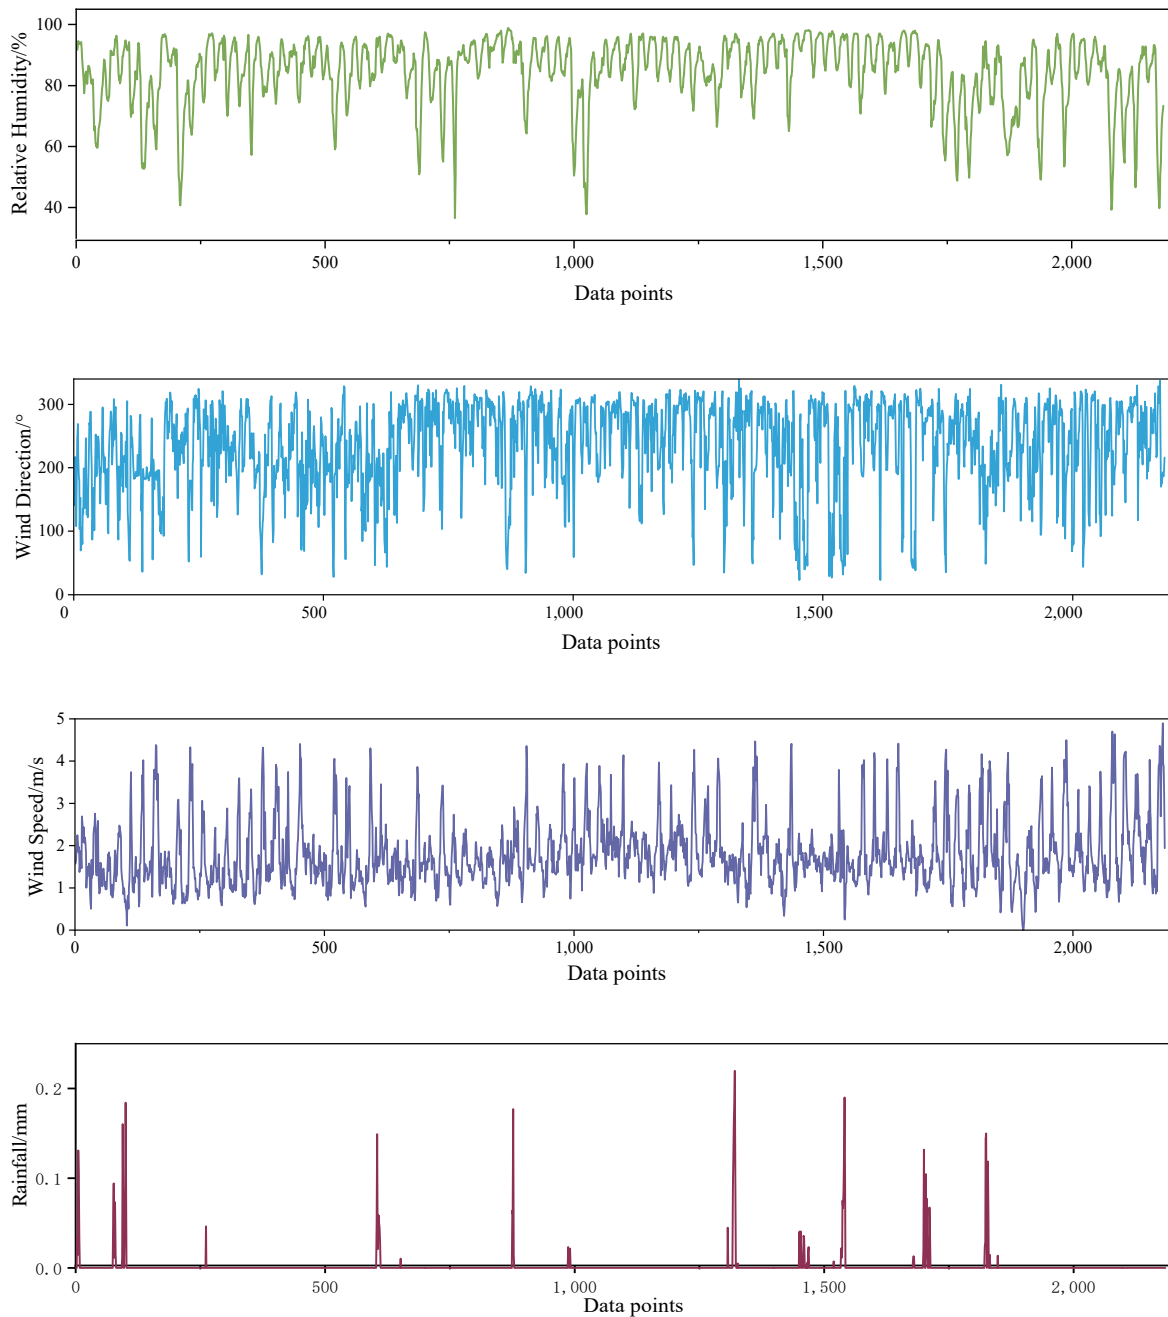 Relative Humidity/%
100
80
60
40
0 500 1,000 1,500 2,000
Data points
Wind Direction/°
300
200
100
0
0 500 1,000 1,500 2,000
Data points
Wind Speed/m/s
5
4
3
2
1
0
0 500 1,000 1,500 2,000
Data points
Rainfall/mm
0.2
0.1
0.0
0 500 1,000 1,500 2,000
Data points